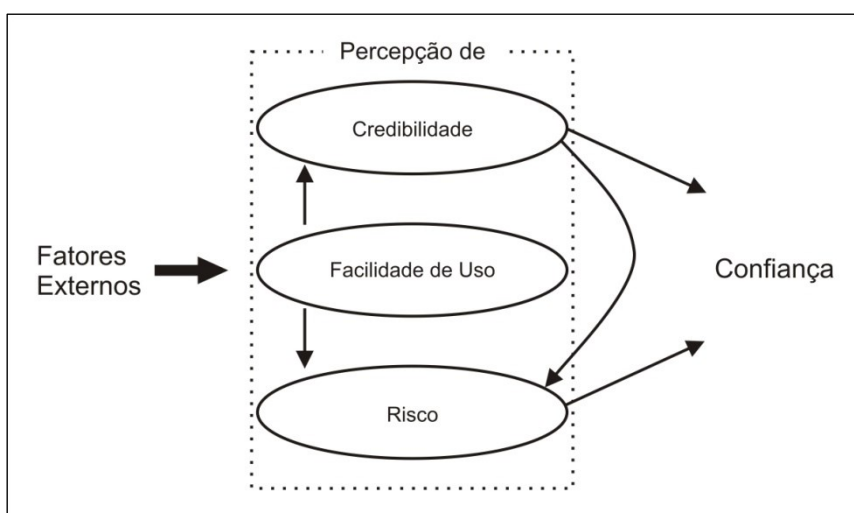 Percepção de
Credibilidade
Fatores
Externos
Facilidade de Uso
Confiança
Risco